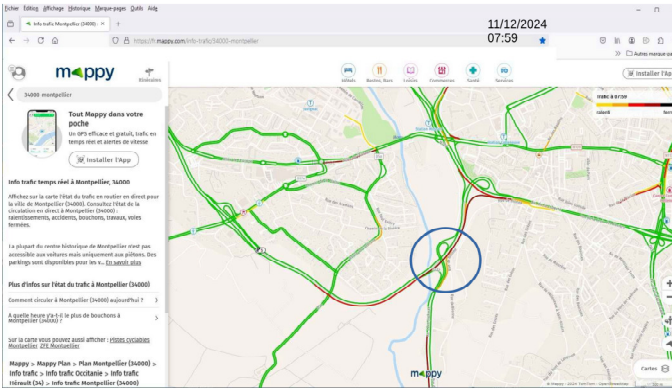 Fichier Édition Affichage Historique Marque-pages Outils Aide
11/12/2024
Info trafic Montpellier (34000) :
https://fr.mappy.com/info-trafic/34000-montpellier
07:59
Autres marque-pa
mappy
Itinéraires
Hôtels
Restos, Bars
Loisirs
Commerces
Santé
Services
Installer l'App
34000 montpellier
Tout Mappy dans votre
poche
Un GPS efficace et gratuit, trafic en
temps réel et alertes de vitesse
Installer l'App
Trafic à 07:59
ralenti
ferm
Info trafic temps réel à Montpellier, 34000
Affichez sur la carte l'état du trafic en routier en direct pour
la ville de Montpellier (34000). Consultez l'état de la
circulation en direct à Montpellier (34000) :
ralentissements, accidents, bouchons, travaux, voies
fermées.
La plupart du centre historique de Montpellier n'est pas
accessible aux voitures mais uniquement aux piétons. Des
parkings sont disponibles pour les v... En savoir plus
Plus d'infos sur l'état du trafic à Montpellier (34000)
Comment circuler à Montpellier (34000) aujourd'hui ?
A quelle heure y'a-t-il le plus de bouchons à
Montpellier (34000) ?
Sur la carte vous pouvez aussi afficher : Pistes cyclables
Montpellier ZFE Montpellier
Mappy > Mappy Plan > Plan Montpellier (34000) >
Info trafic > Info trafic Occitanie > Info trafic
Hérault (34) > Info trafic Montpellier (34000)
mappy
Cartes